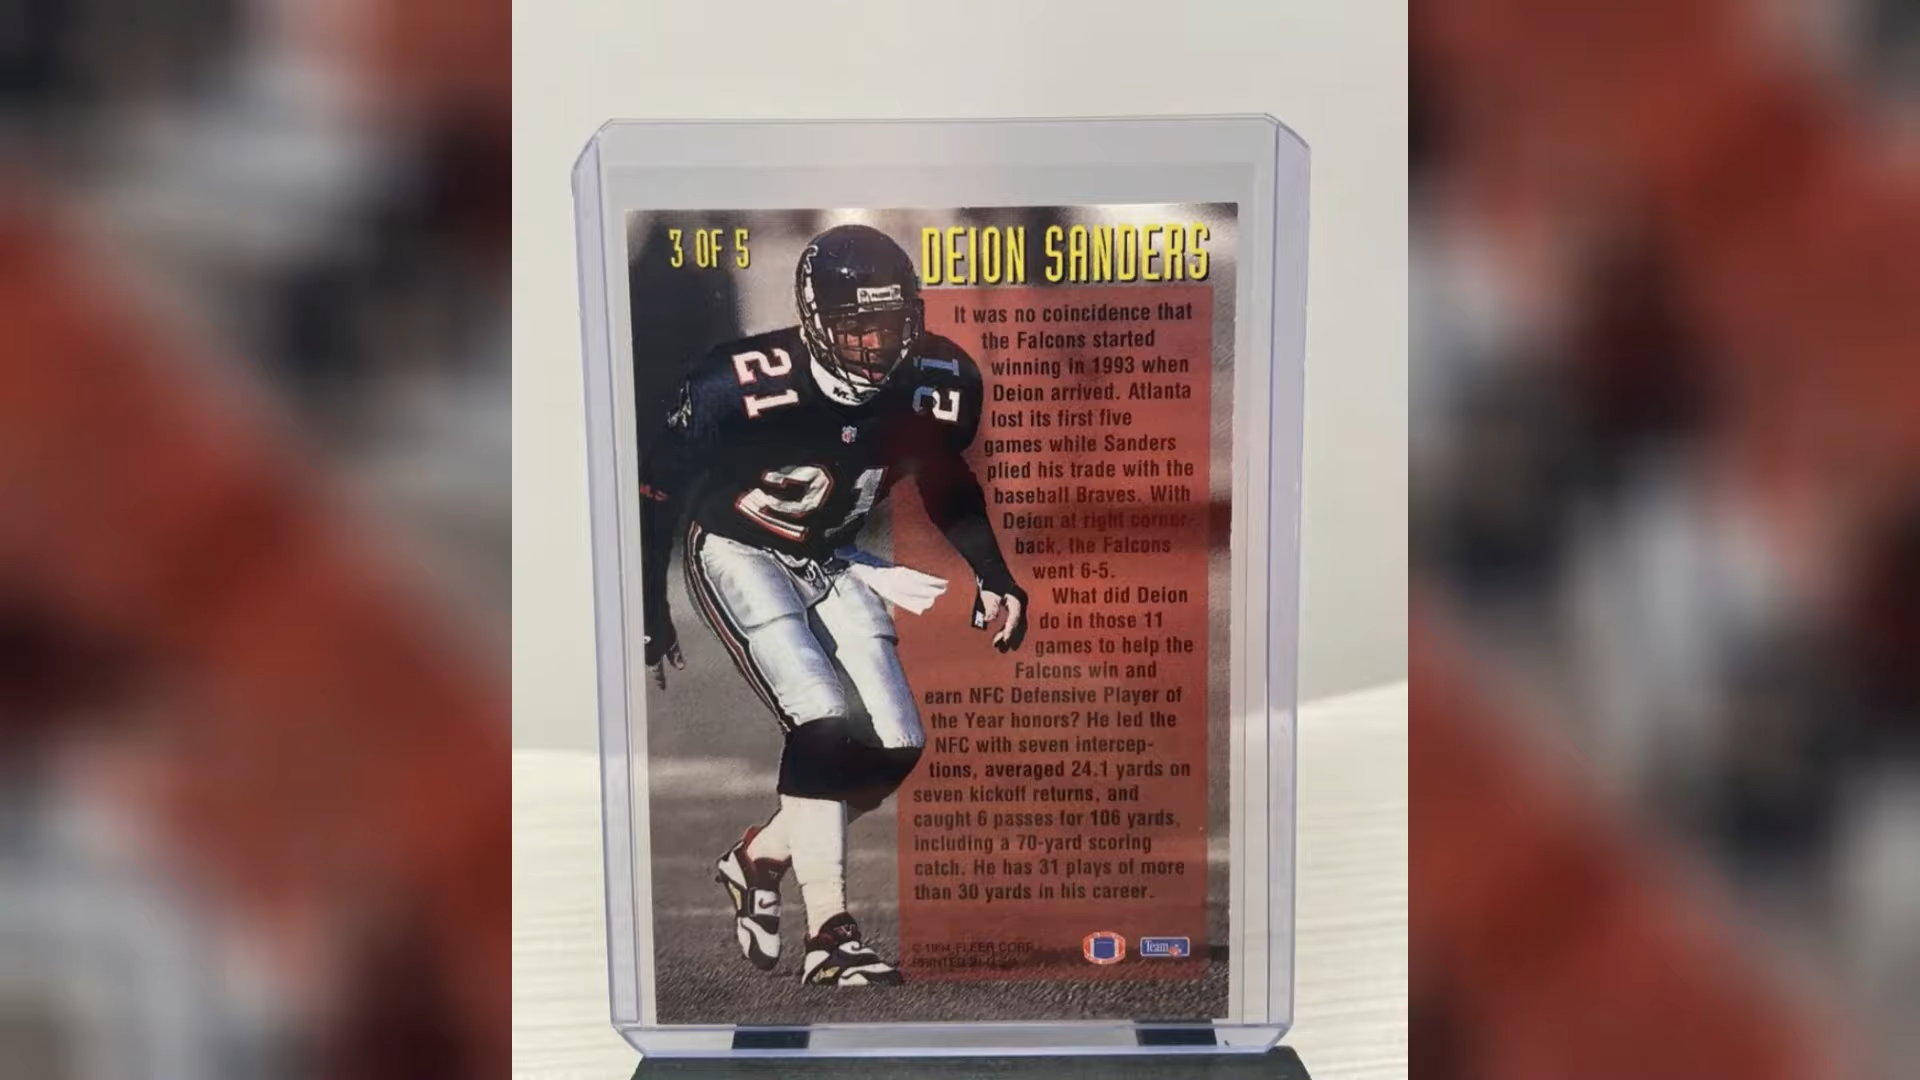 3 OF 5
DEION SANDERS
It was no coincidence that
the Falcons started
winning in 1993 when
Deion arrived. Atlanta
lost its first five
games while Sanders
plied his trade with the
baseball Braves. With
Deion at right corner-
back, the Falcons
went 6-5.
What did Deion
do in those 11
games to help the
Falcons win and
earn NFC Defensive Player of
the Year honors? He led the
NFC with seven intercep-
tions, averaged 24.1 yards on
seven kickoff returns, and
caught 6 passes for 106 yards,
including a 70-yard scoring
catch. He has 31 plays of more
than 30 yards in his career.
© 1994 FLEER CORP.
PRINTED IN U.S.A.
Team
21
21
21